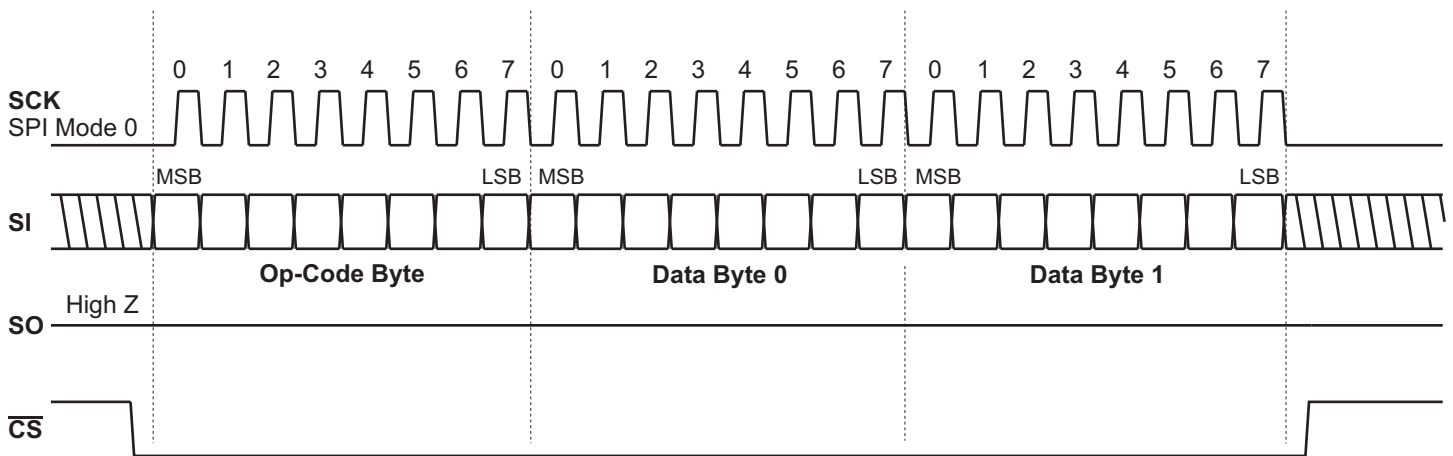 0 1 2 3 4 5 6 7 0 1 2 3 4 5 6 7 0 1 2 3 4 5 6 7
SCK
SPI Mode 0
MSB LSB MSB LSB MSB LSB
SI
Op-Code Byte Data Byte 0 Data Byte 1
High Z
SO
CS